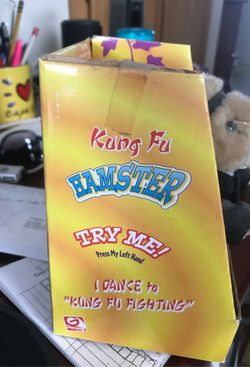 Kung Fu
HAMSTER
TRY ME!
Press My Left Hand
I DANCE to
"KUNG FU FIGHTING"